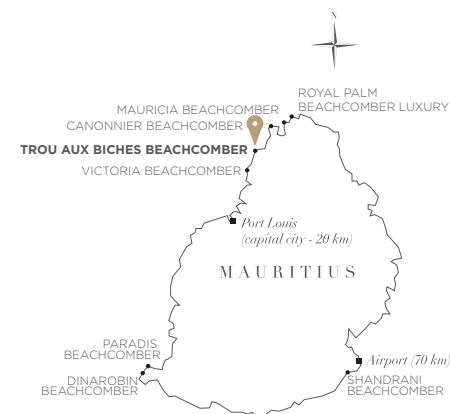 N
ROYAL PALM
BEACHCOMBER LUXURY
MAURICIA BEACHCOMBER
CANONNIER BEACHCOMBER
TROU AUX BICHES BEACHCOMBER
VICTORIA BEACHCOMBER
Port Louis
(capital city - 20 km)
MAURITIUS
PARADIS
BEACHCOMBER
DINAROBIN
BEACHCOMBER
Airport (70 km)
SHANDRANI
BEACHCOMBER